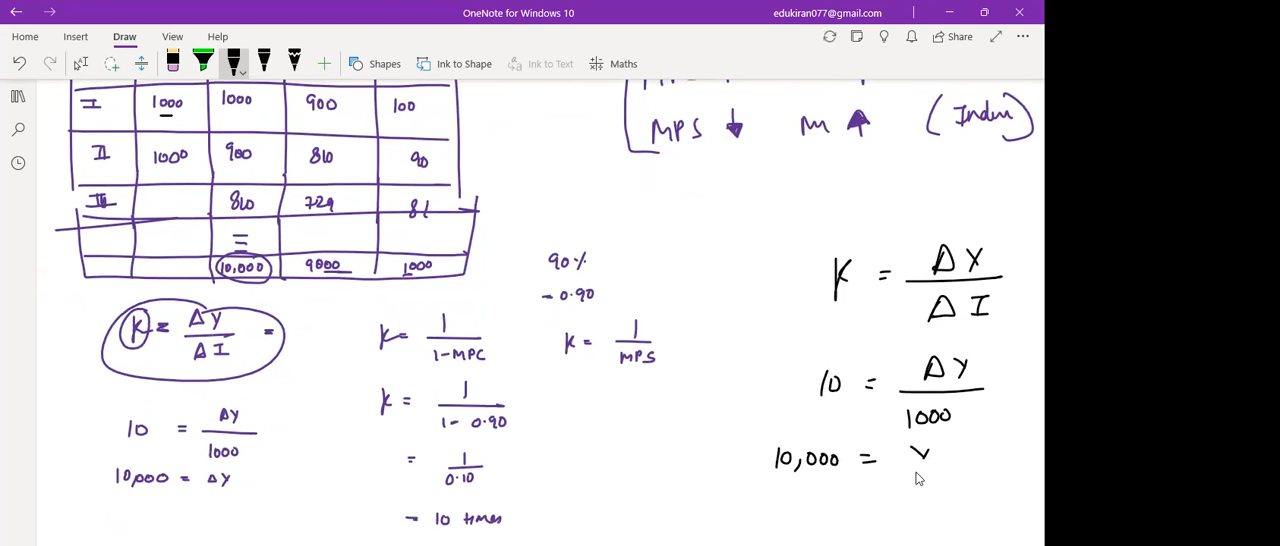 OneNote for Windows 10
edukiran077@gmail.com
Home Insert Draw View Help
Share
Shapes Ink to Shape Ink to Text Maths
I 1000 1000 900 100
II 1000 900 810 90
III 810 729 81
10,000 9000 1000
MPS ↓ M ↑
K = ΔY / ΔI =
10 = ΔY / 1000
10,000 = ΔY
90%
- 0.90
K = 1 / 1-MPC
K = 1 / MPS
K = 1 / 1 - 0.90
= 1 / 0.10
= 10 times
K = ΔY / ΔI
10 = ΔY / 1000
10,000 = Y